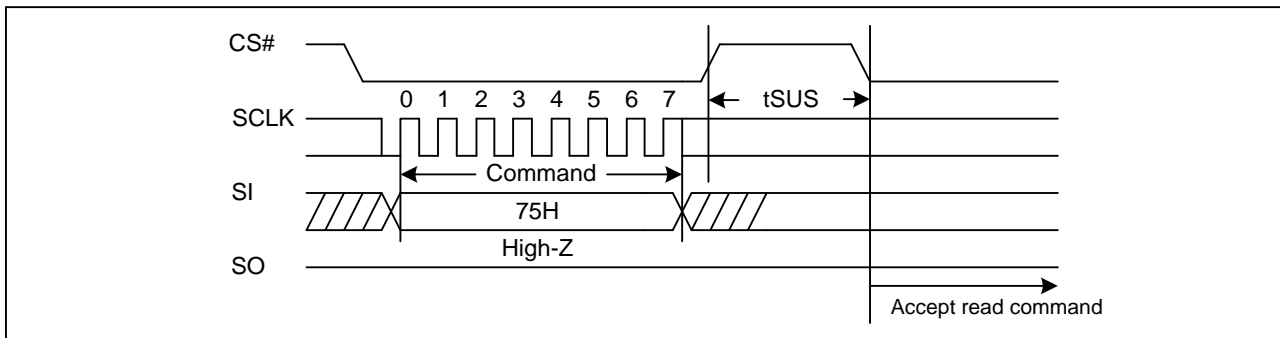 CS#
tSUS
0 1 2 3 4 5 6 7
SCLK
Command
SI
75H
High-Z
SO
Accept read command